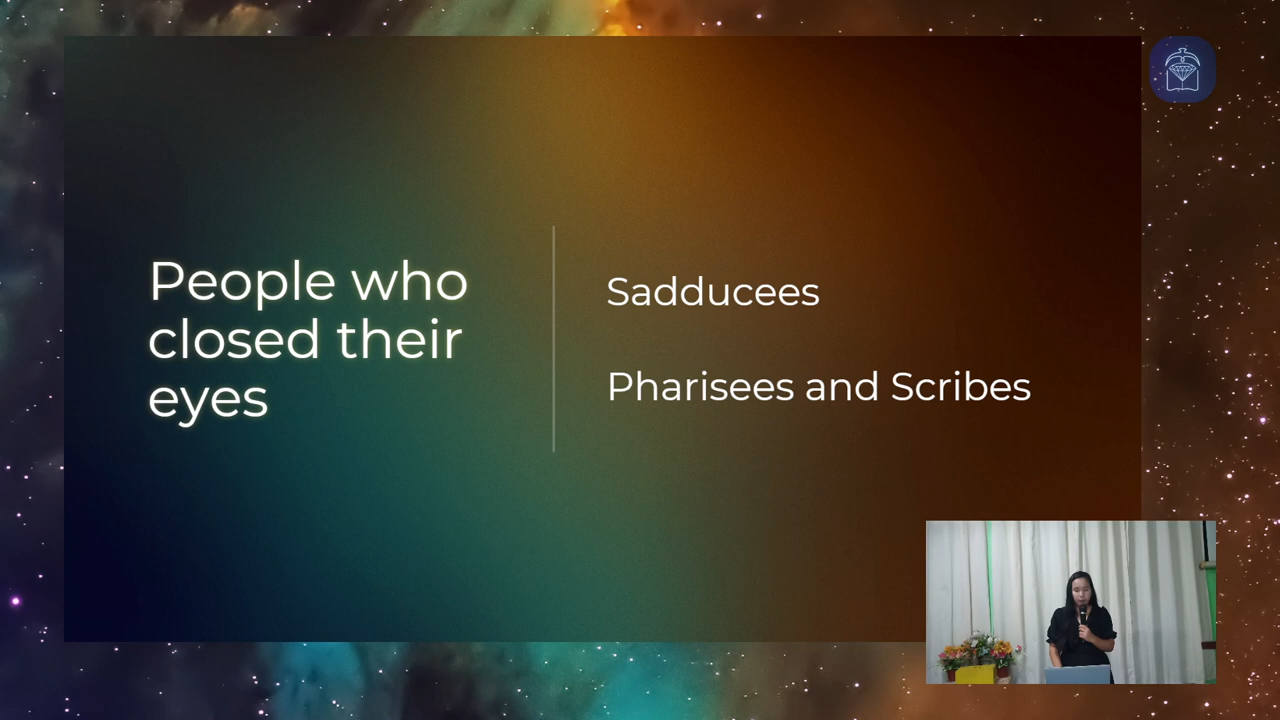 People who
closed their
eyes
Sadducees
Pharisees and Scribes